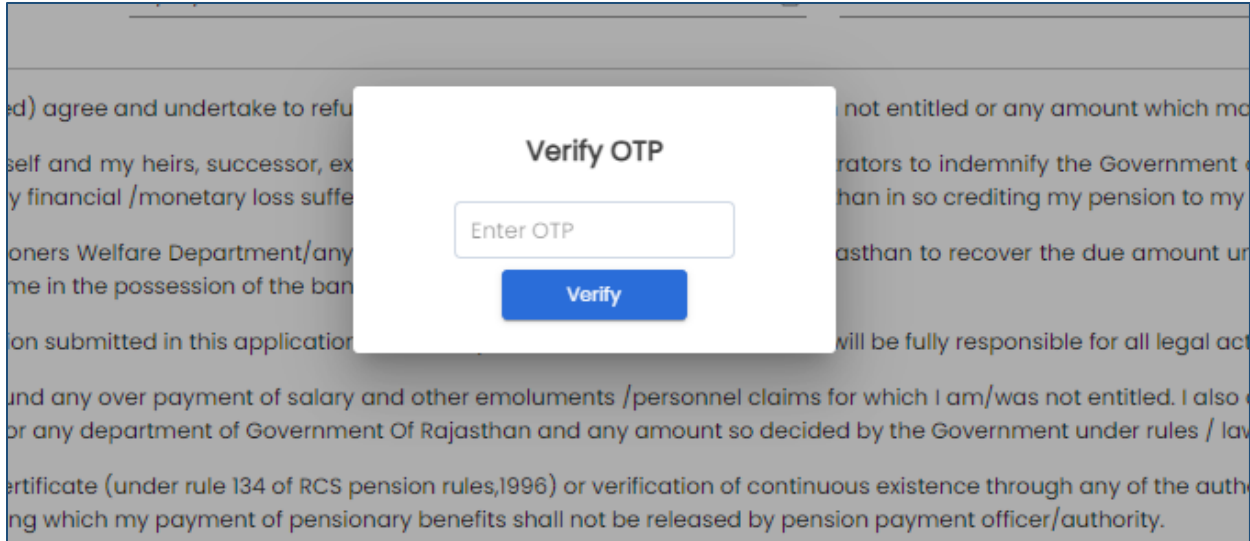 ed) agree and undertake to refu
not entitled or any amount which ma
Verify OTP
self and my heirs, successor, ex
rators to indemnify the Government
y financial /monetary loss suffe
han in so crediting my pension to my
Enter OTP
oners Welfare Department/any
asthan to recover the due amount un
me in the possession of the ban
Verify
ion submitted in this application
will be fully responsible for all legal act
und any over payment of salary and other emoluments /personnel claims for which I am/was not entitled. I also
or any department of Government Of Rajasthan and any amount so decided by the Government under rules / law
ertificate (under rule 134 of RCS pension rules,1996) or verification of continuous existence through any of the autho
ng which my payment of pensionary benefits shall not be released by pension payment officer/authority.